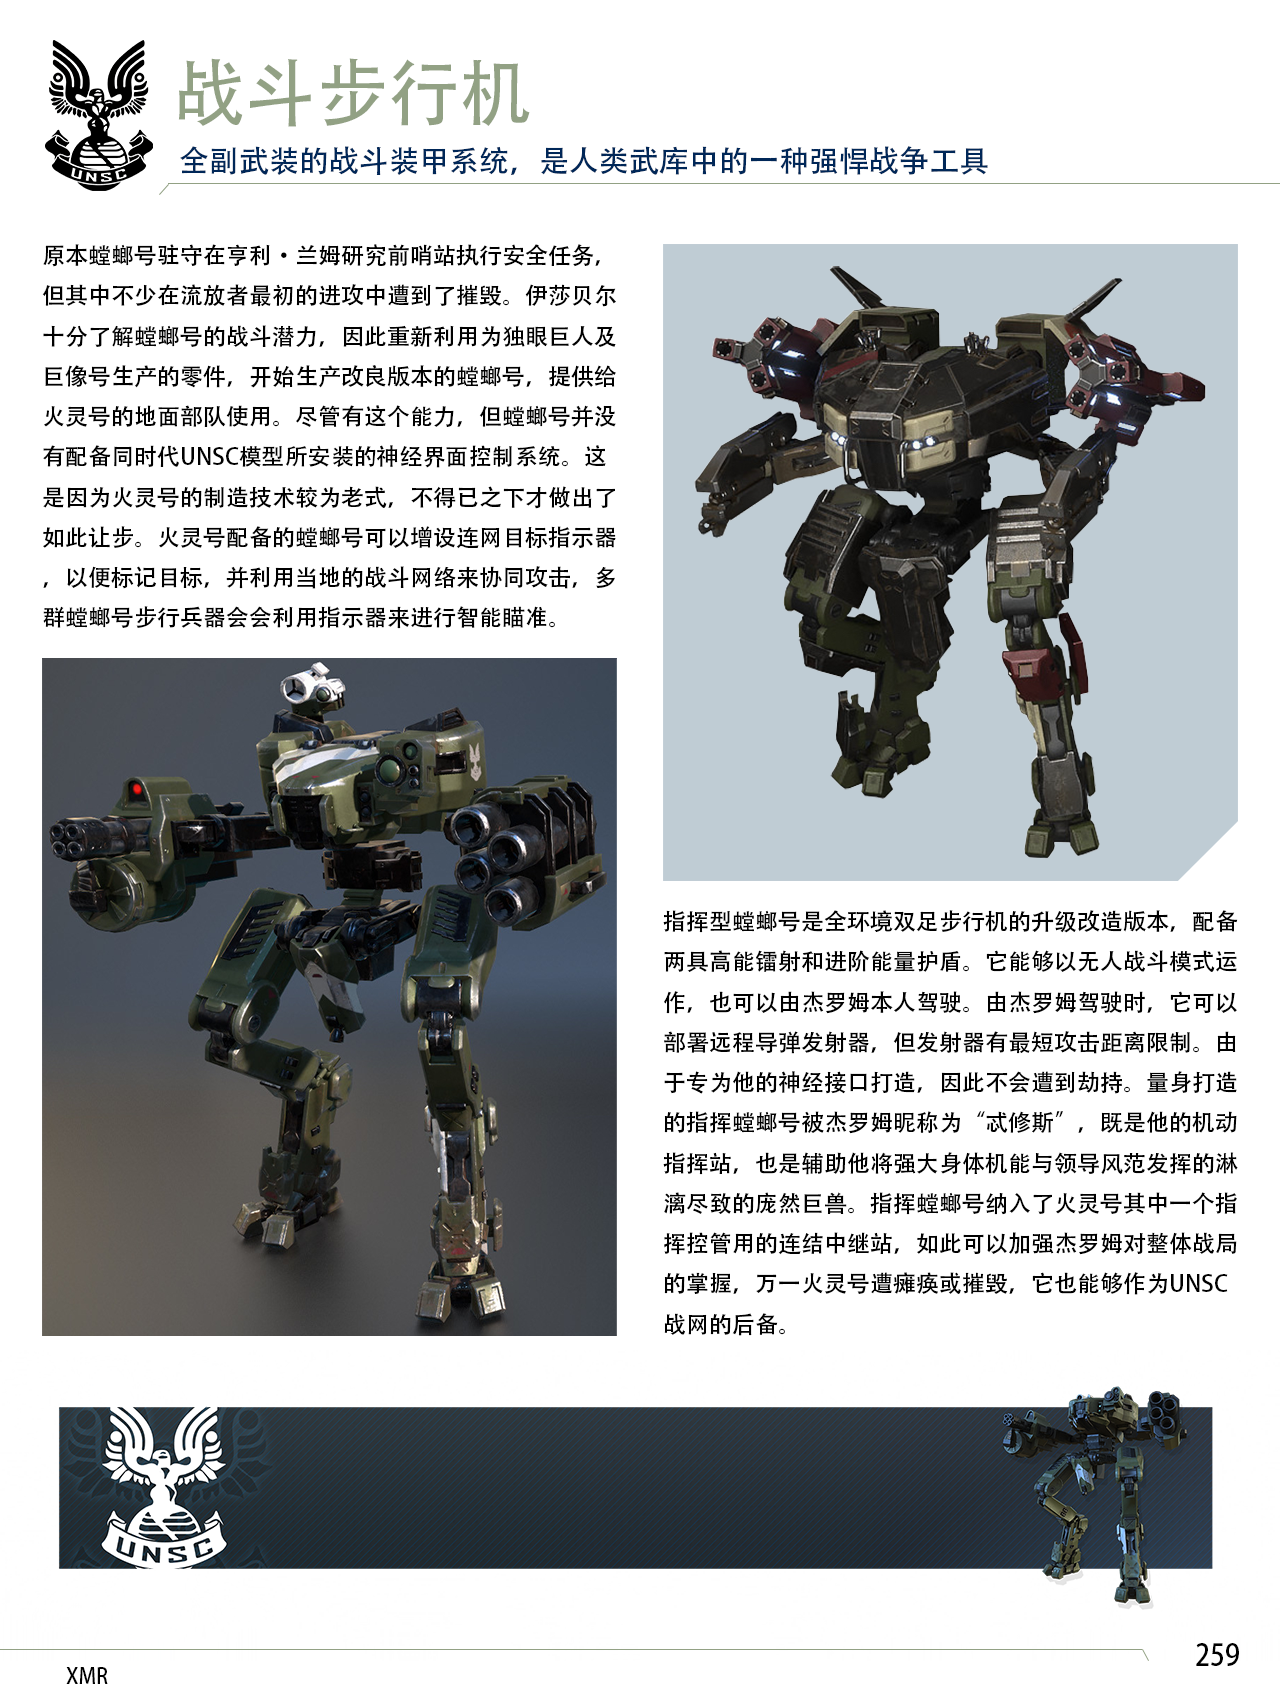 战斗步行机
全副武装的战斗装甲系统，是人类武库中的一种强悍战争工具
UNSC
原本螳螂号驻守在亨利·兰姆研究前哨站执行安全任务，
但其中不少在流放者最初的进攻中遭到了摧毁。伊莎贝尔
十分了解螳螂号的战斗潜力，因此重新利用为独眼巨人及
巨像号生产的零件，开始生产改良版本的螳螂号，提供给
火灵号的地面部队使用。尽管有这个能力，但螳螂号并没
有配备同时代UNSC模型所安装的神经界面控制系统。这
是因为火灵号的制造技术较为老式，不得已之下才做出了
如此让步。火灵号配备的螳螂号可以增设连网目标指示器
，以便标记目标，并利用当地的战斗网络来协同攻击，多
群螳螂号步行兵器会会利用指示器来进行智能瞄准。
指挥型螳螂号是全环境双足步行机的升级改造版本，配备
两具高能镭射和进阶能量护盾。它能够以无人战斗模式运
作，也可以由杰罗姆本人驾驶。由杰罗姆驾驶时，它可以
部署远程导弹发射器，但发射器有最短攻击距离限制。由
于专为他的神经接口打造，因此不会遭到劫持。量身打造
的指挥螳螂号被杰罗姆昵称为“忒修斯”，既是他的机动
指挥站，也是辅助他将强大身体机能与领导风范发挥的淋
漓尽致的庞然巨兽。指挥螳螂号纳入了火灵号其中一个指
挥控管用的连结中继站，如此可以加强杰罗姆对整体战局
的掌握，万一火灵号遭瘫痪或摧毁，它也能够作为UNSC
战网的后备。
UNSC
259
XMR